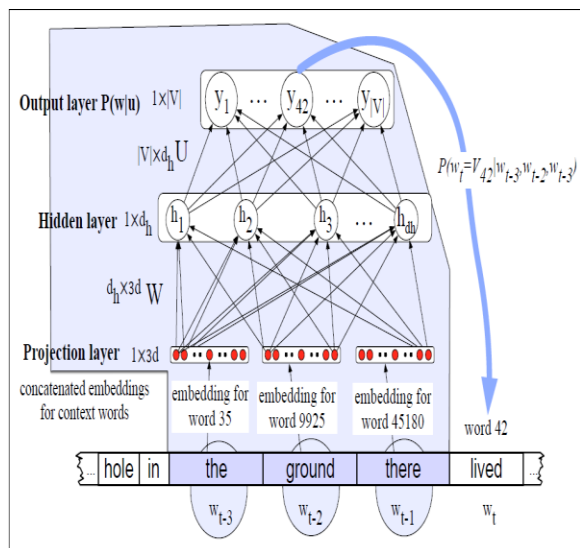 Output layer P(w|u) 1×|V|
y1 ... y42 ... y|V|
|V|×dh U
P(wt=V42|wt-3,wt-2,wt-3)
Hidden layer 1×dh
h1 h2 h3 ... hdh
dh×3d W
Projection layer 1×3d
concatenated embeddings
for context words
embedding for
word 35
embedding for
word 9925
embedding for
word 45180
word 42
... hole in the ground there lived ...
wt-3 wt-2 wt-1 wt